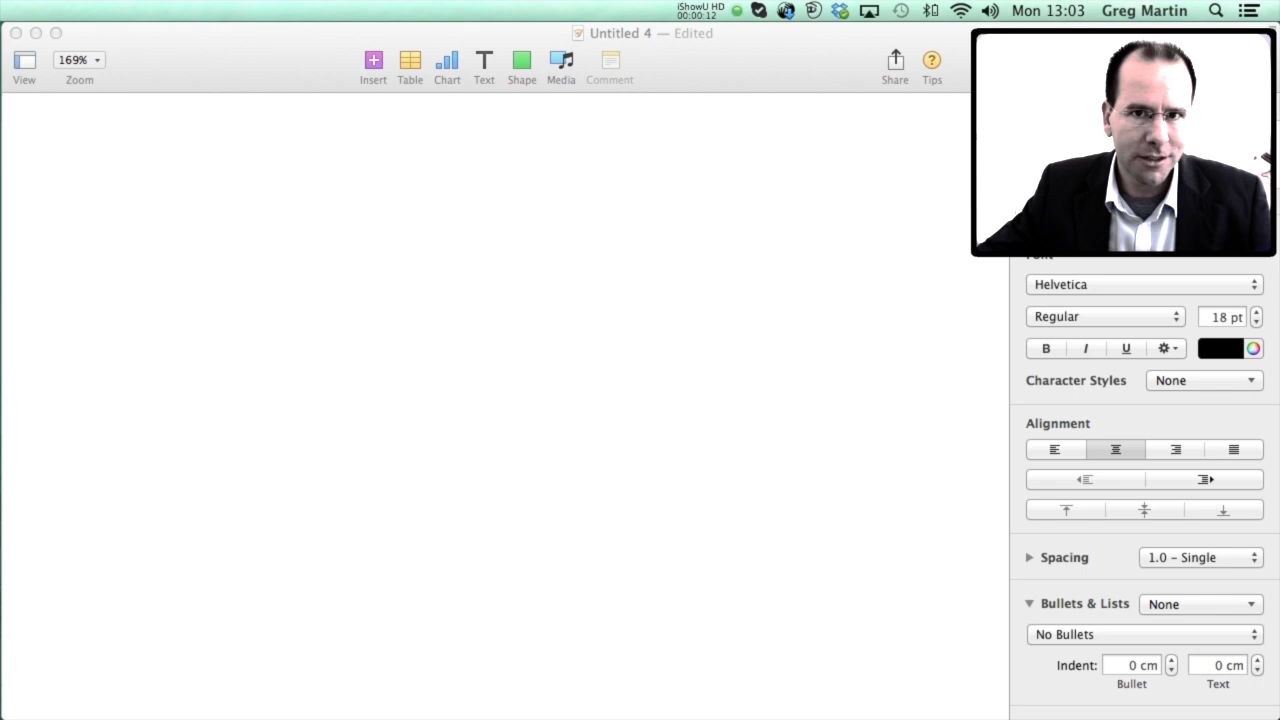 iShowU HD
00:00:12
Mon 13:03
Greg Martin
Untitled 4 — Edited
169%
View
Zoom
Insert
Table
Chart
Text
Shape
Media
Comment
Share
Tips
Font
Helvetica
Regular
18 pt
B I U
Character Styles
None
Alignment
Spacing
1.0 – Single
Bullets & Lists
None
No Bullets
Indent:
0 cm
0 cm
Bullet
Text